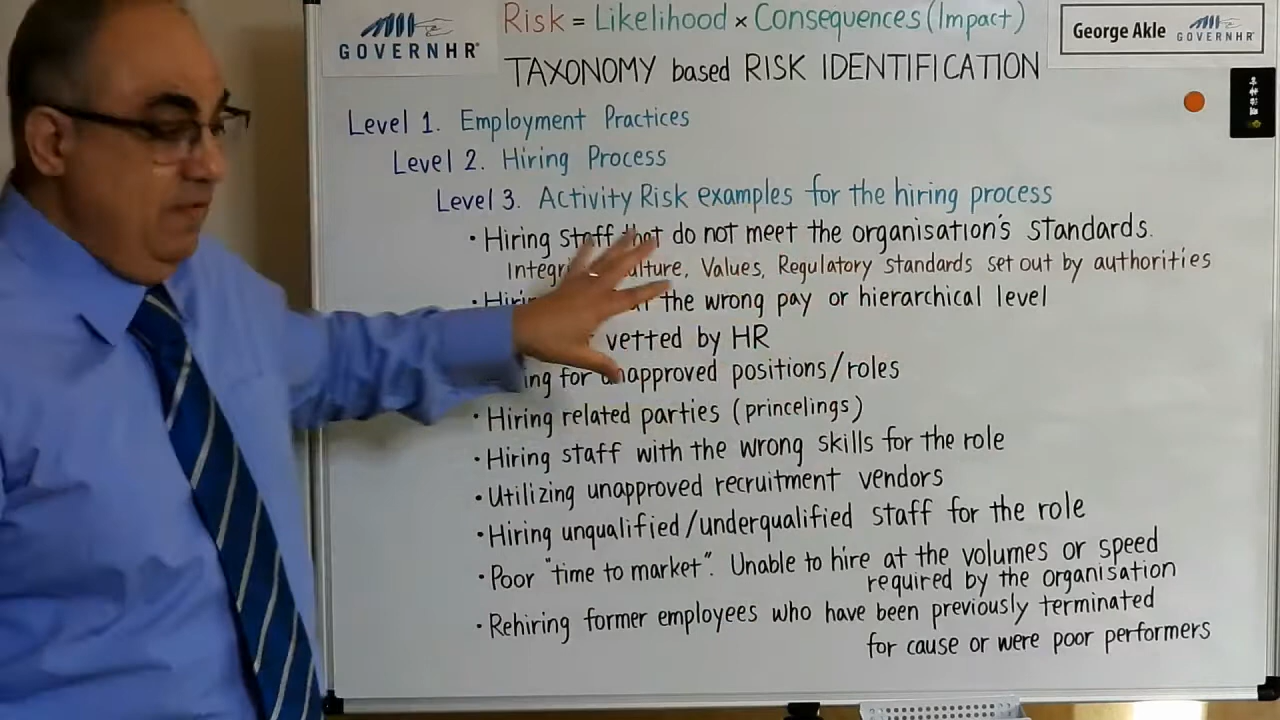 GOVERNHR
Risk = Likelihood × Consequences (Impact)
George Akle GOVERNHR
TAXONOMY based RISK IDENTIFICATION
Level 1. Employment Practices
Level 2. Hiring Process
Level 3. Activity Risk examples for the hiring process
• Hiring staff that do not meet the organisation's standards.
Values, Regulatory standards set out by authorities
• the wrong pay or hierarchical level
vetted by HR
for unapproved positions/roles
• Hiring related parties (princelings)
• Hiring staff with the wrong skills for the role
• Utilizing unapproved recruitment vendors
• Hiring unqualified/underqualified staff for the role
• Poor "time to market". Unable to hire at the volumes or speed
required by the organisation
• Rehiring former employees who have been previously terminated
for cause or were poor performers